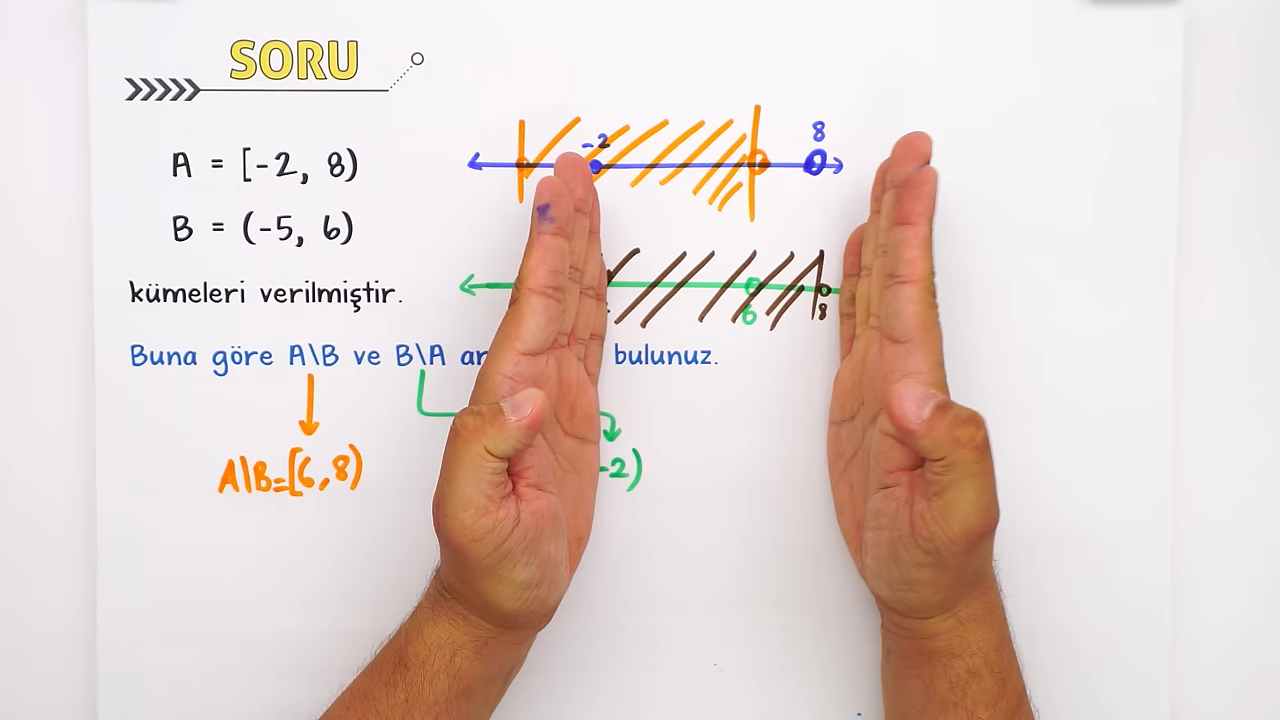 SORU
A = [-2, 8)
B = (-5, 6)
kümeleri verilmiştir.
Buna göre A\B ve B\A bulunuz.
-2
8
6
8
A\B=[6,8)
-2)